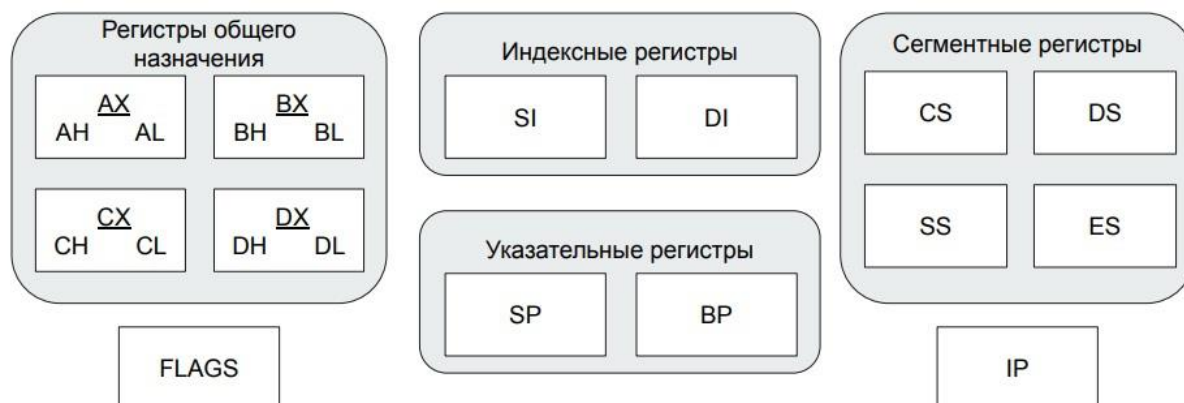 Регистры общего
назначения
AX
AH AL
BX
BH BL
CX
CH CL
DX
DH DL
FLAGS
Индексные регистры
SI DI
Указательные регистры
SP BP
Сегментные регистры
CS DS
SS ES
IP